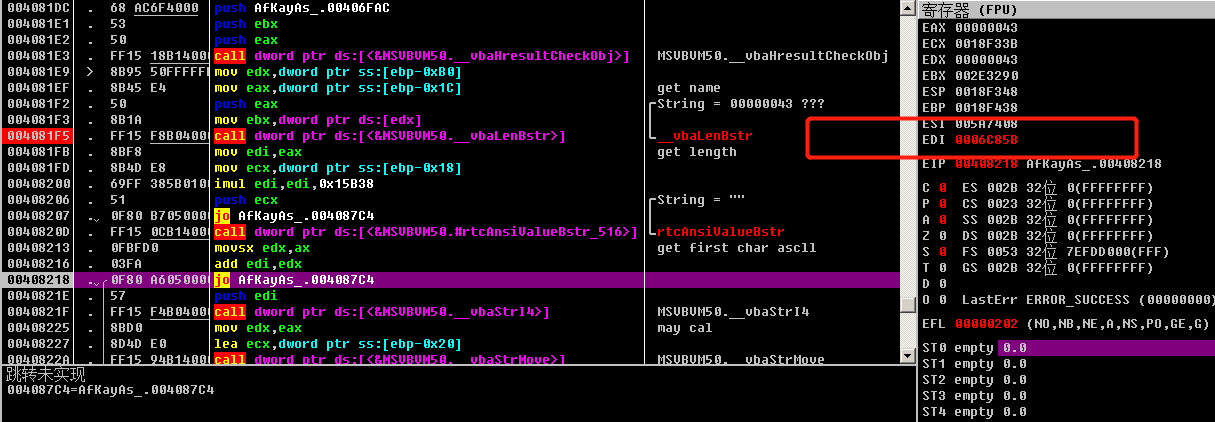 004081DC . 68 AC6F4000 push AfKayAs_.00406FAC
004081E1 . 53 push ebx
004081E2 . 50 push eax
004081E3 . FF15 18B14000 call dword ptr ds:[<&MSVBVM50.__vbaHresultCheckObj>] MSVBVM50.__vbaHresultCheckObj
004081E9 > 8B95 50FFFFFF mov edx,dword ptr ss:[ebp-0xB0]
004081EF . 8B45 E4 mov eax,dword ptr ss:[ebp-0x1C] get name
004081F2 . 50 push eax String = 00000043 ???
004081F3 . 8B1A mov ebx,dword ptr ds:[edx]
004081F5 . FF15 F8B04000 call dword ptr ds:[<&MSVBVM50.__vbaLenBstr>] __vbaLenBstr
004081FB . 8BF8 mov edi,eax get length
004081FD . 8B4D E8 mov ecx,dword ptr ss:[ebp-0x18]
00408200 . 69FF 385B0100 imul edi,edi,0x15B38
00408206 . 51 push ecx String = ""
00408207 . 0F80 B7050000 jo AfKayAs_.004087C4
0040820D . FF15 0CB14000 call dword ptr ds:[<&MSVBVM50.#rtcAnsiValueBstr_516>] rtcAnsiValueBstr
00408213 . 0FBFD0 movsx edx,ax get first char ascll
00408216 . 03FA add edi,edx
00408218 . 0F80 A6050000 jo AfKayAs_.004087C4
0040821E . 57 push edi
0040821F . FF15 F4B04000 call dword ptr ds:[<&MSVBVM50.__vbaStrI4>] MSVBVM50.__vbaStrI4
00408225 . 8BD0 mov edx,eax may cal
00408227 . 8D4D E0 lea ecx,dword ptr ss:[ebp-0x20]
0040822A . FF15 94B14000 call dword ptr ds:[<&MSVBVM50.__vbaStrMove>] MSVBVM50.__vbaStrMove
跳转未实现
004087C4=AfKayAs_.004087C4
寄存器 (FPU)
EAX 00000043
ECX 0018F33B
EDX 00000043
EBX 002E3290
ESP 0018F348
EBP 0018F438
ESI 005A7408
EDI 0006C85B
EIP 00408218 AfKayAs_.00408218
C 0 ES 002B 32位 0(FFFFFFFF)
P 0 CS 0023 32位 0(FFFFFFFF)
A 0 SS 002B 32位 0(FFFFFFFF)
Z 0 DS 002B 32位 0(FFFFFFFF)
S 0 FS 0053 32位 7EFDD000(FFF)
T 0 GS 002B 32位 0(FFFFFFFF)
D 0
O 0 LastErr ERROR_SUCCESS (00000000)
EFL 00000202 (NO,NB,NE,A,NS,PO,GE,G)
ST0 empty 0.0
ST1 empty 0.0
ST2 empty 0.0
ST3 empty 0.0
ST4 empty 0.0